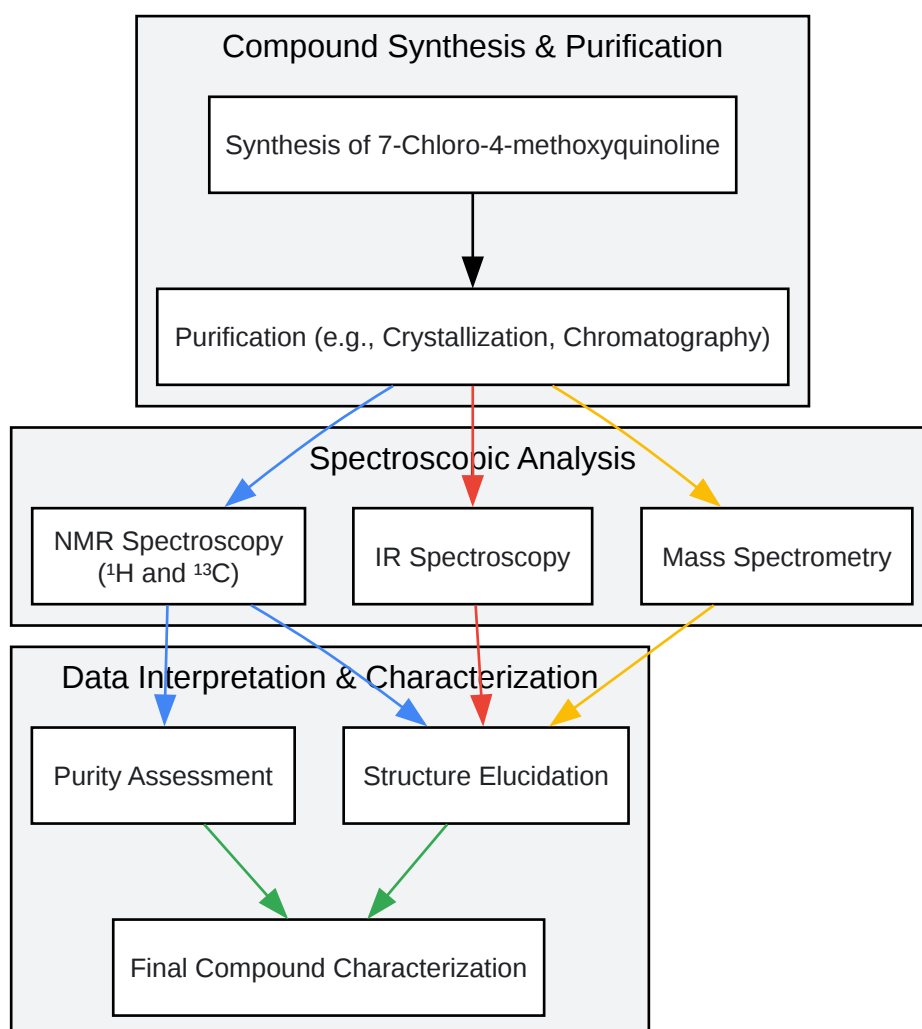 Compound Synthesis & Purification
Synthesis of 7-Chloro-4-methoxyquinoline
Purification (e.g., Crystallization, Chromatography)
Spectroscopic Analysis
NMR Spectroscopy
(¹H and ¹³C)
IR Spectroscopy
Mass Spectrometry
Data Interpretation & Characterization
Purity Assessment
Structure Elucidation
Final Compound Characterization